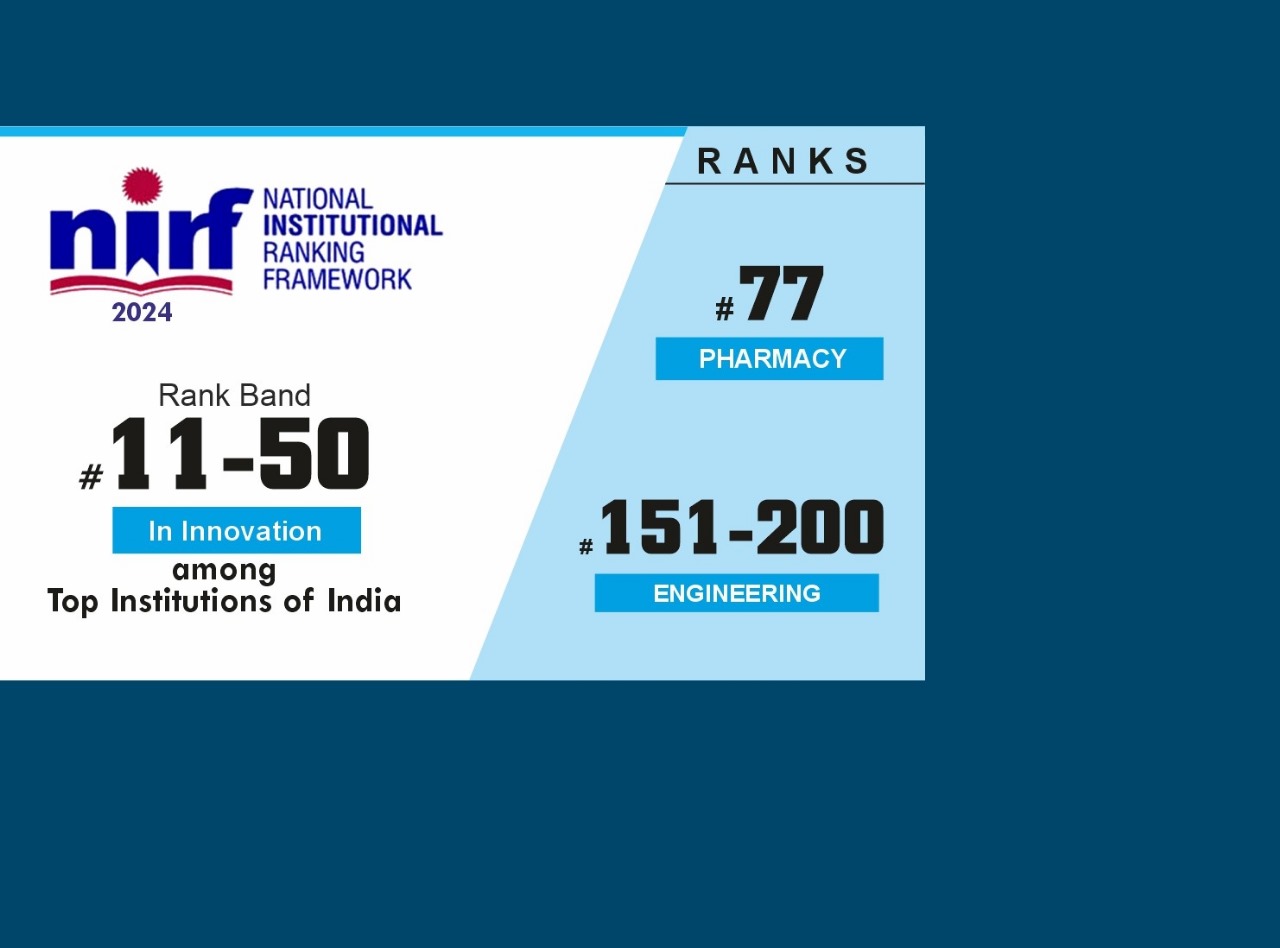 nirf
NATIONAL
INSTITUTIONAL
RANKING
FRAMEWORK
2024
Rank Band
#11-50
In Innovation
among
Top Institutions of India
RANKS
#77
PHARMACY
#151-200
ENGINEERING